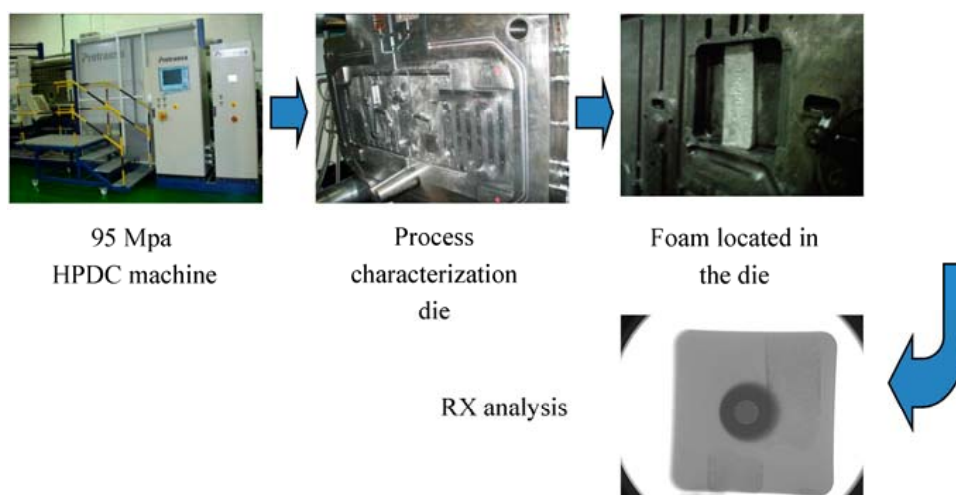 95 Mpa
HPDC machine
Process
characterization
die
Foam located in
the die
RX analysis